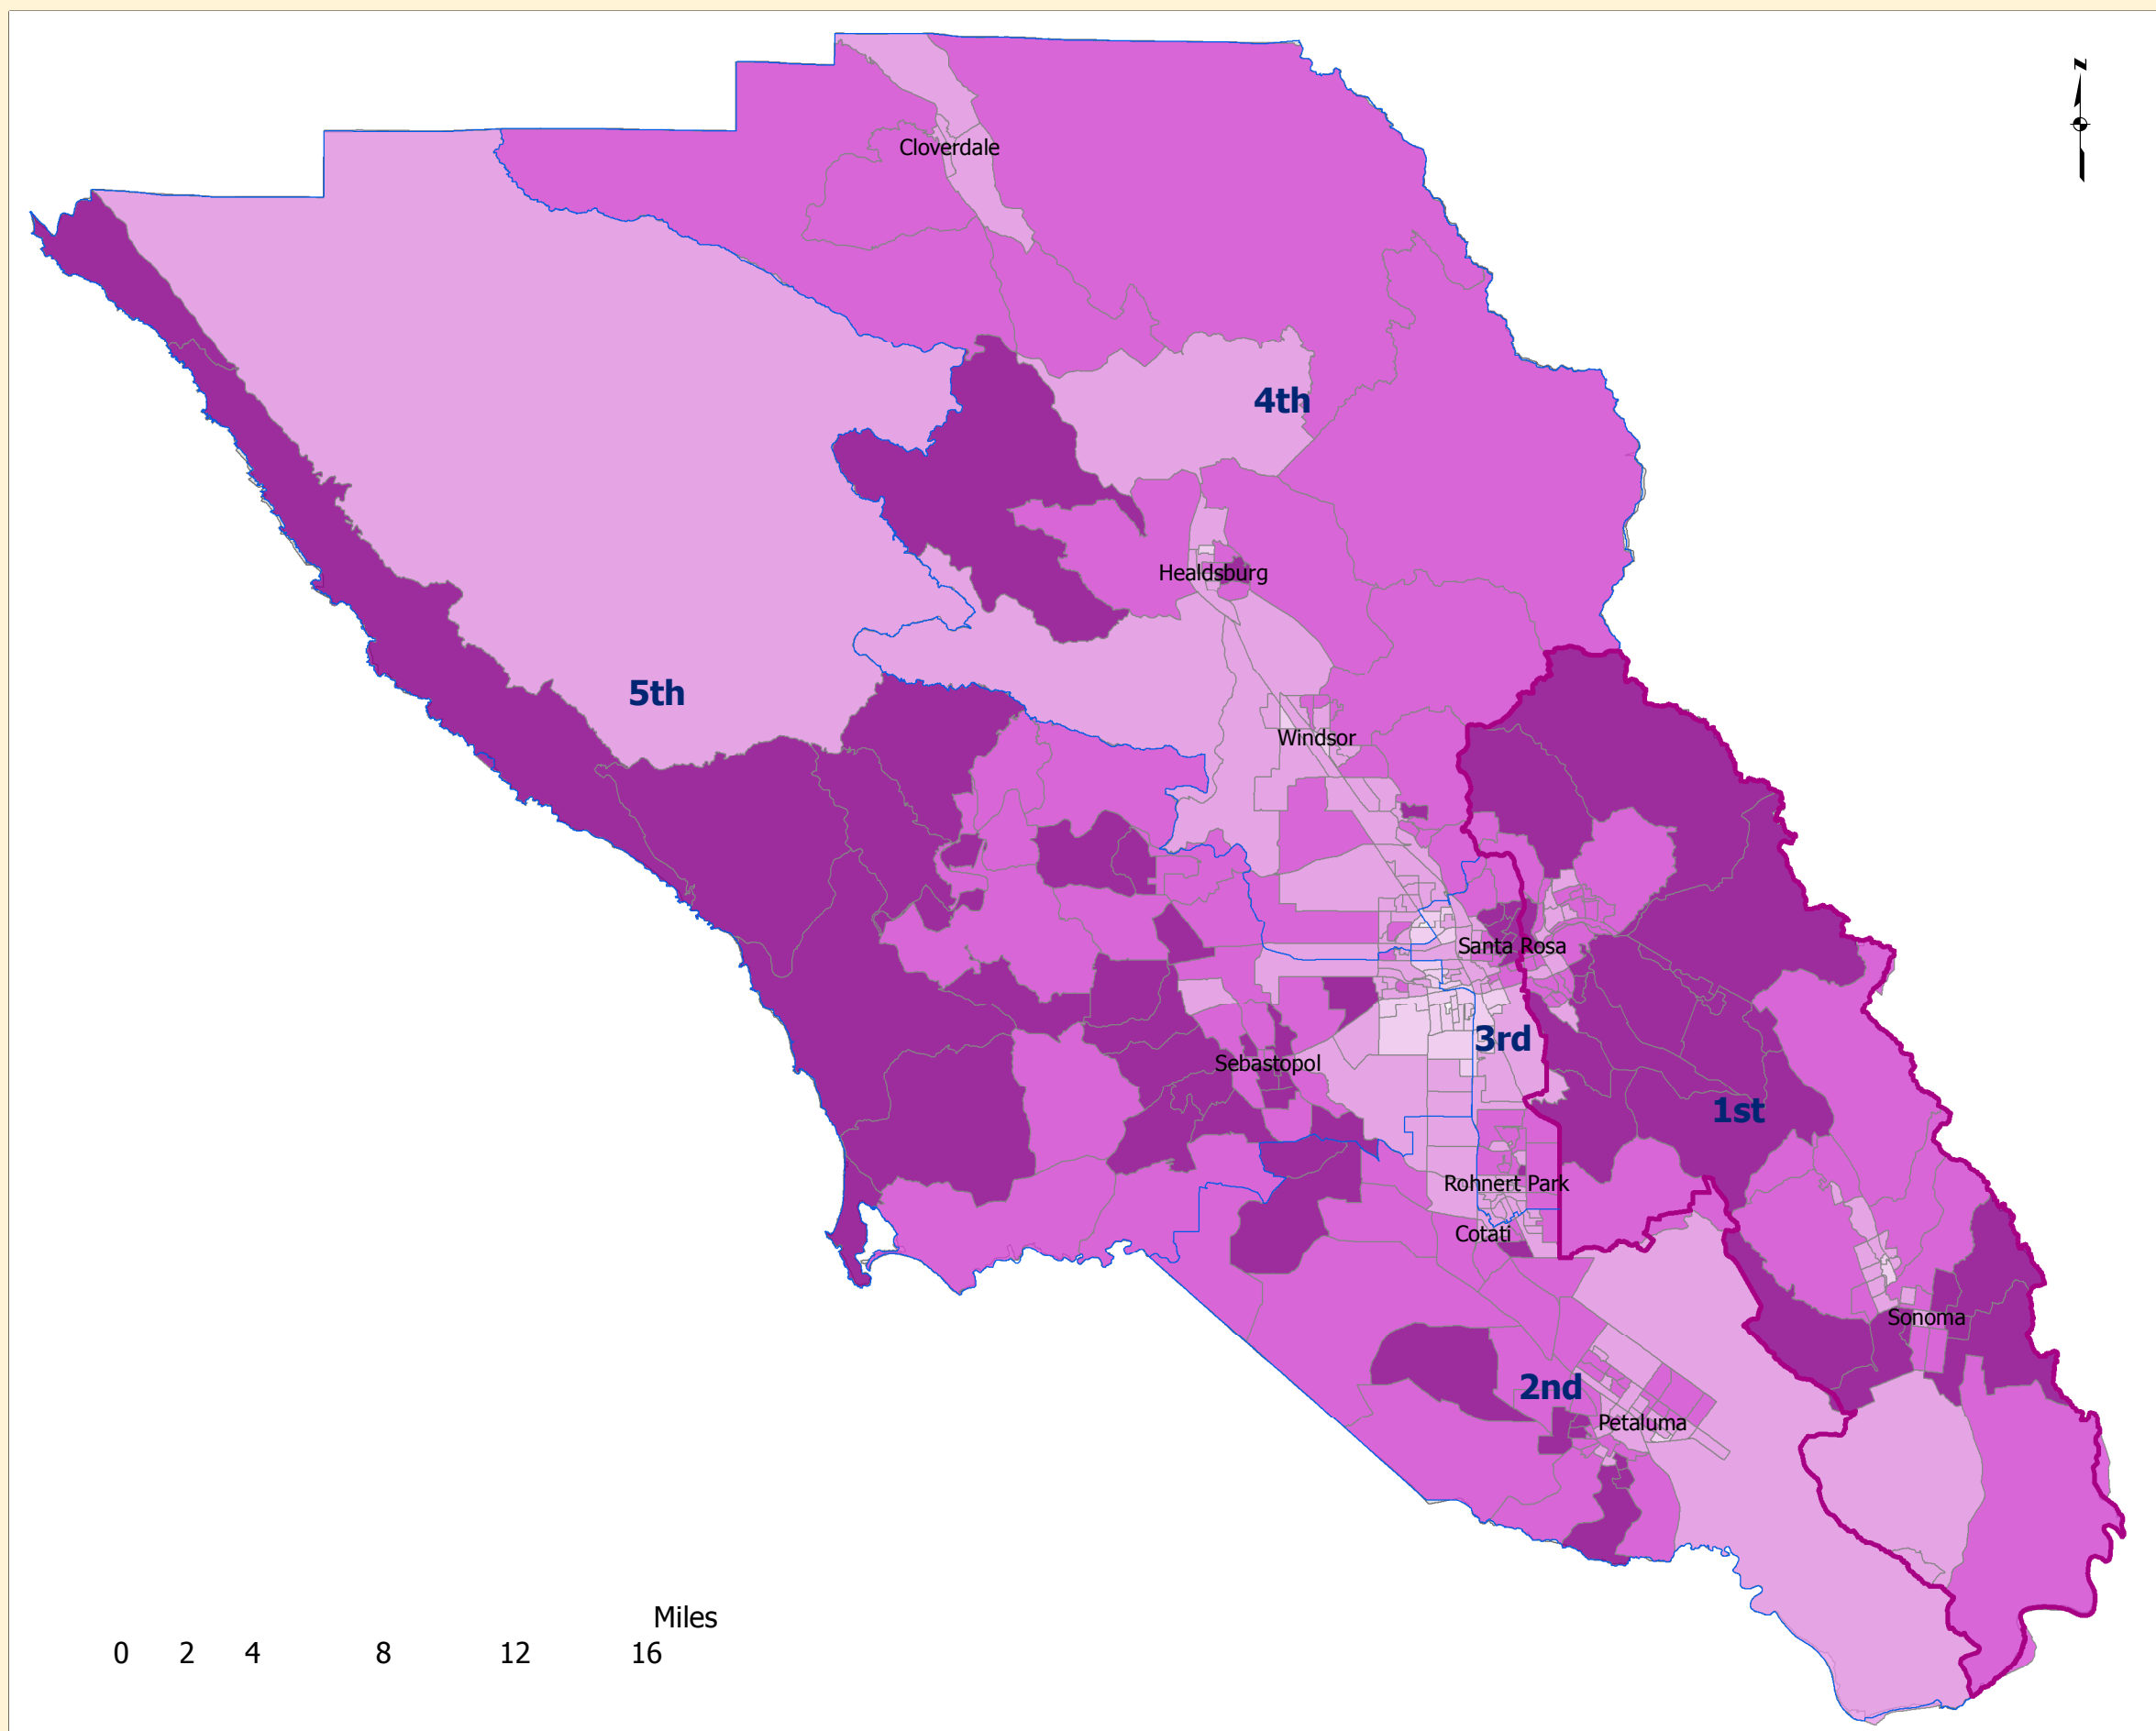 N
Cloverdale
4th
Healdsburg
5th
Windsor
Santa Rosa
3rd
Sebastopol
1st
Rohnert Park
Cotati
Sonoma
2nd
Petaluma
Miles
0 2 4 8 12 16